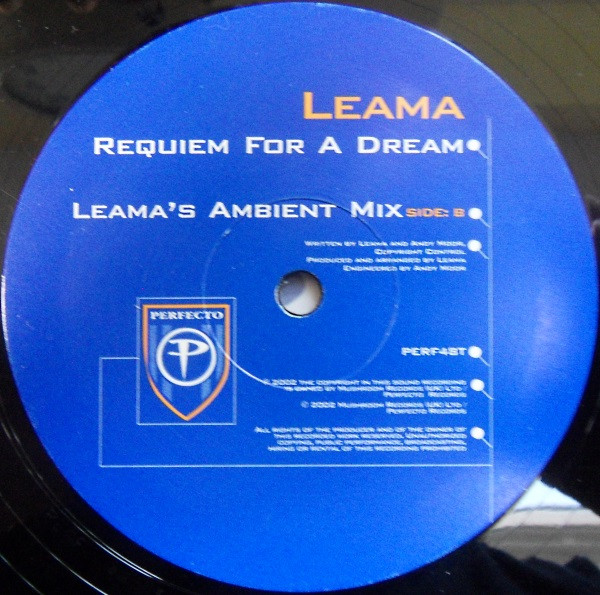 LEAMA
REQUIEM FOR A DREAM
LEAMA'S AMBIENT MIX SIDE: B
WRITTEN BY LEAMA AND ANDY MOOR,
COPYRIGHT CONTROL
PRODUCED AND ARRANGED BY LEAMA
ENGINEERED BY ANDY MOOR
PERFECTO
P
PERF48T
℗ 2002 THE COPYRIGHT IN THIS SOUND RECORDING
IS OWNED BY MUSHROOM RECORDS (UK) LTD /
PERFECTO RECORDS
© 2002 MUSHROOM RECORDS (UK) LTD /
PERFECTO RECORDS
ALL RIGHTS OF THE PRODUCER AND OF THE OWNER OF
THIS RECORDED WORK RESERVED. UNAUTHORIZED
COPYING, PUBLIC PERFORMANCE, BROADCASTING,
HIRING OR RENTAL OF THIS RECORDING PROHIBITED